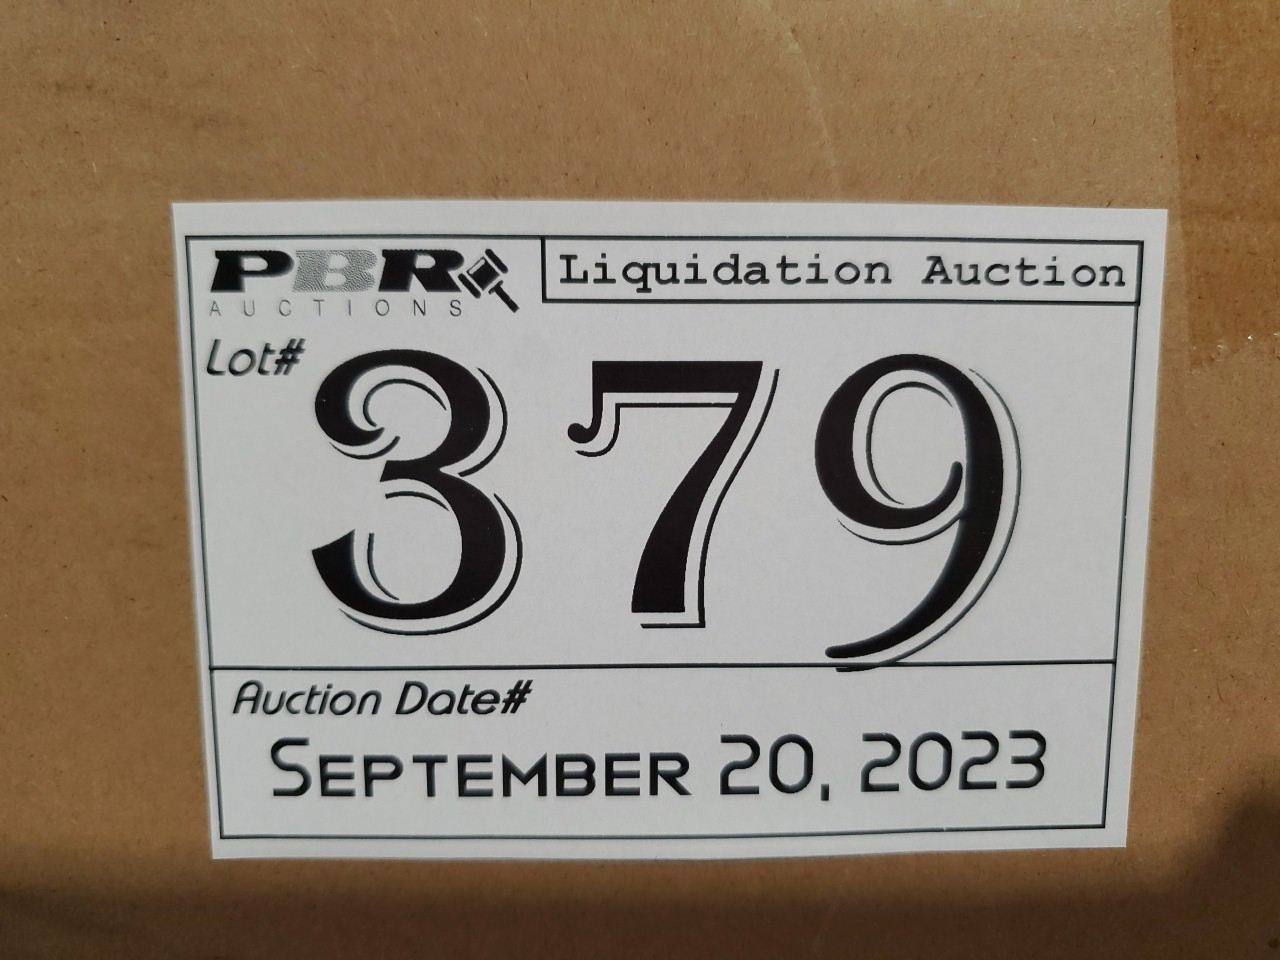 PBR
AUCTIONS
Liquidation Auction
Lot#
379
Auction Date#
SEPTEMBER 20, 2023